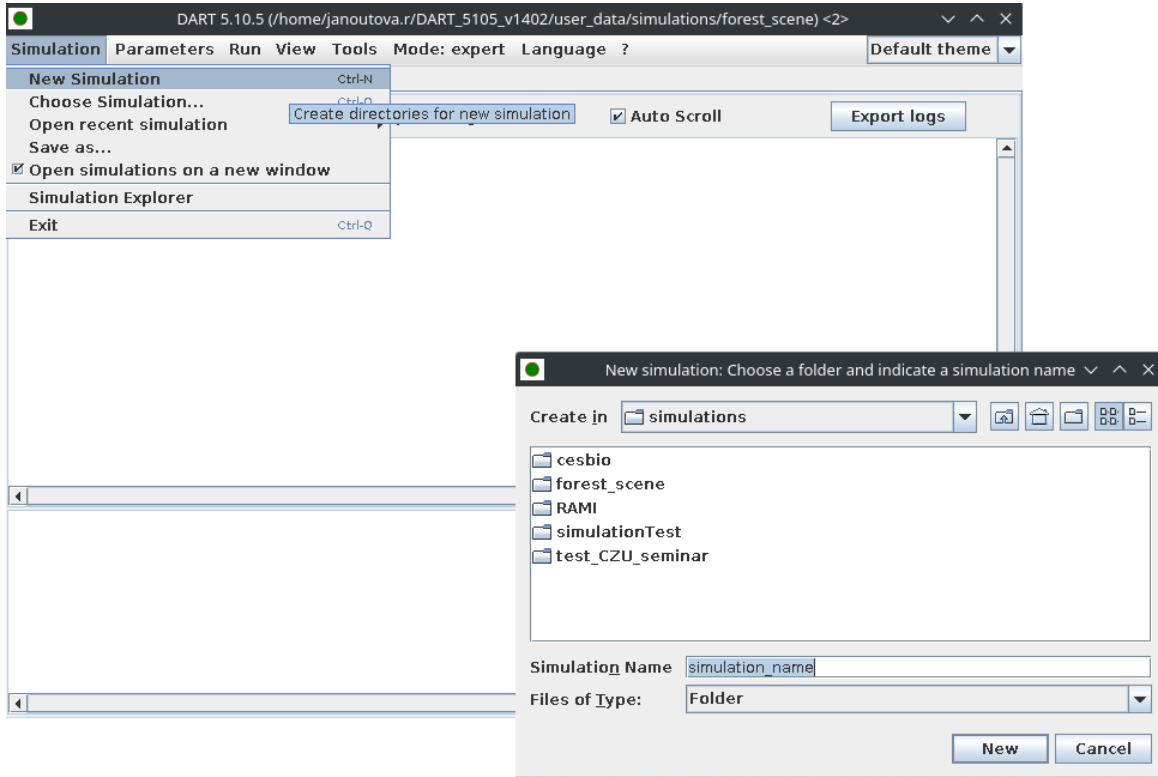 DART 5.10.5 (/home/janoutova.r/DART_5105_v1402/user_data/simulations/forest_scene) <2>
Simulation Parameters Run View Tools Mode: expert Language ? Default theme
New Simulation Ctrl-N
Choose Simulation... Ctrl-O
Create directories for new simulation
Auto Scroll
Export logs
Open recent simulation
Save as...
Open simulations on a new window
Simulation Explorer
Exit Ctrl-Q
New simulation: Choose a folder and indicate a simulation name
Create in simulations
cesbio
forest_scene
RAMI
simulationTest
test_CZU_seminar
Simulation Name simulation_name
Files of Type: Folder
New Cancel